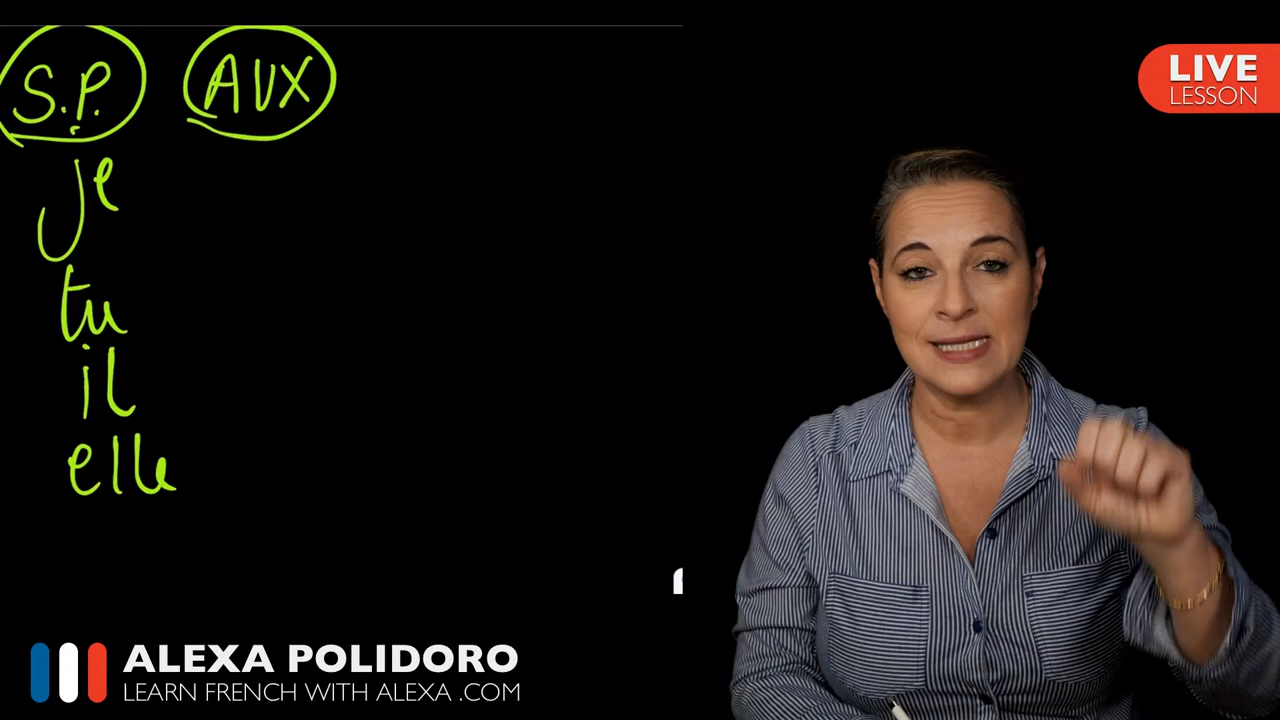 S.P. AUX
je
tu
il
elle
LIVE
LESSON
ALEXA POLIDORO
LEARN FRENCH WITH ALEXA .COM